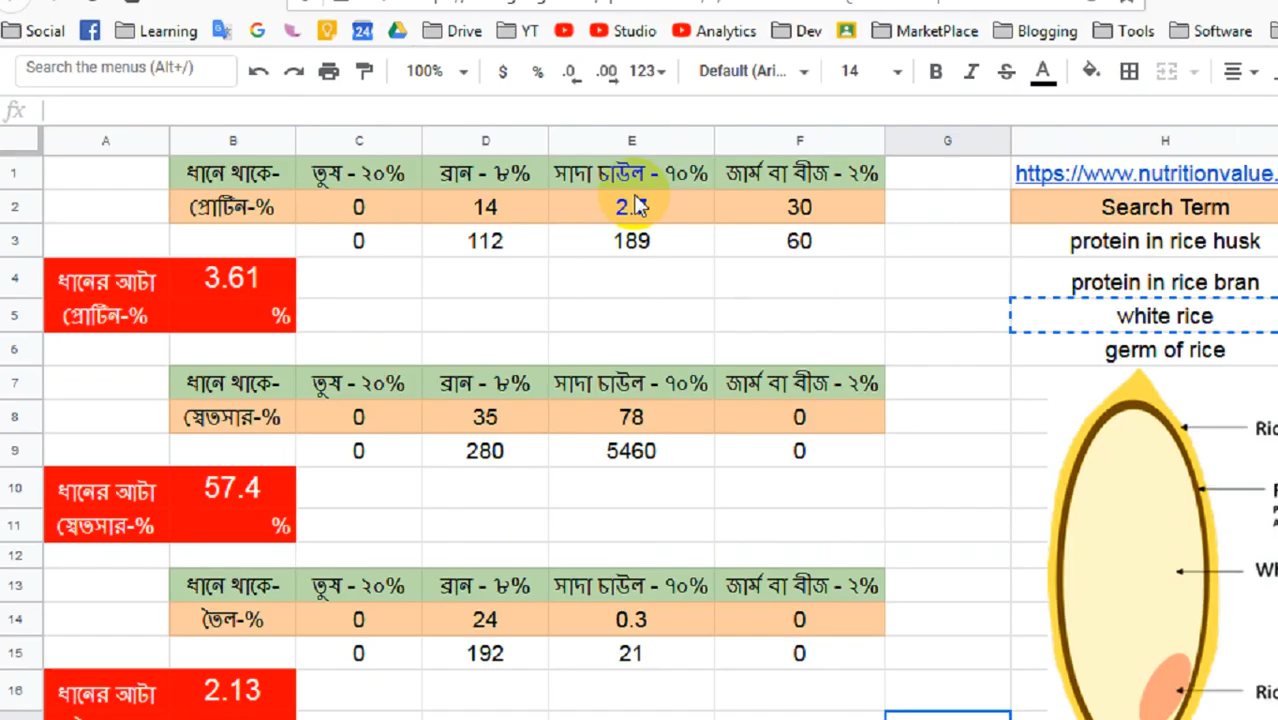 Social Learning Drive YT Studio Analytics Dev MarketPlace Blogging Tools Software
Search the menus (Alt+/) 100% $ % .0 .00 123 Default (Ari... 14 B I S A
fx
A B C D E F G H
1 ধানে থাকে- তুষ - ২০% ব্রান - ৮% সাদা চাউল - ৭০% জার্ম বা বীজ - ২% https://www.nutritionvalue.
2 প্রোটিন-% 0 14 30 Search Term
3 0 112 189 60 protein in rice husk
4 ধানের আটা 3.61 protein in rice bran
5 প্রোটিন-% % white rice
6 germ of rice
7 ধানে থাকে- তুষ - ২০% ব্রান - ৮% সাদা চাউল - ৭০% জার্ম বা বীজ - ২%
8 স্বেতসার-% 0 35 78 0
9 0 280 5460 0
10 ধানের আটা 57.4
11 স্বেতসার-% %
12
13 ধানে থাকে- তুষ - ২০% ব্রান - ৮% সাদা চাউল - ৭০% জার্ম বা বীজ - ২%
14 তৈল-% 0 24 0.3 0
15 0 192 21 0
16 ধানের আটা 2.13